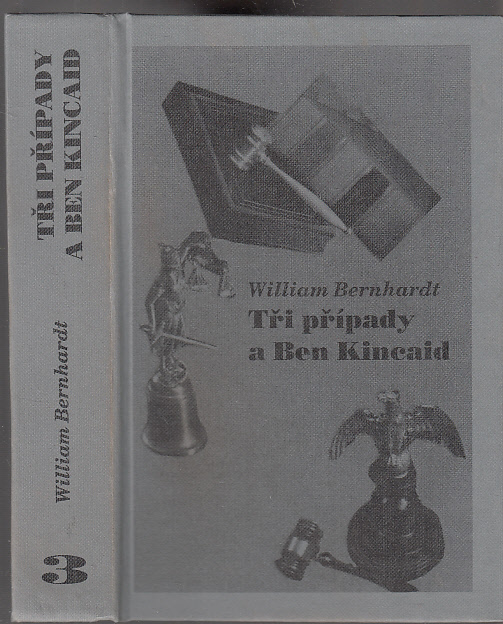 TŘI PŘÍPADY
A BEN KINCAID
William Bernhardt
3
William Bernhardt
Tři případy
a Ben Kincaid